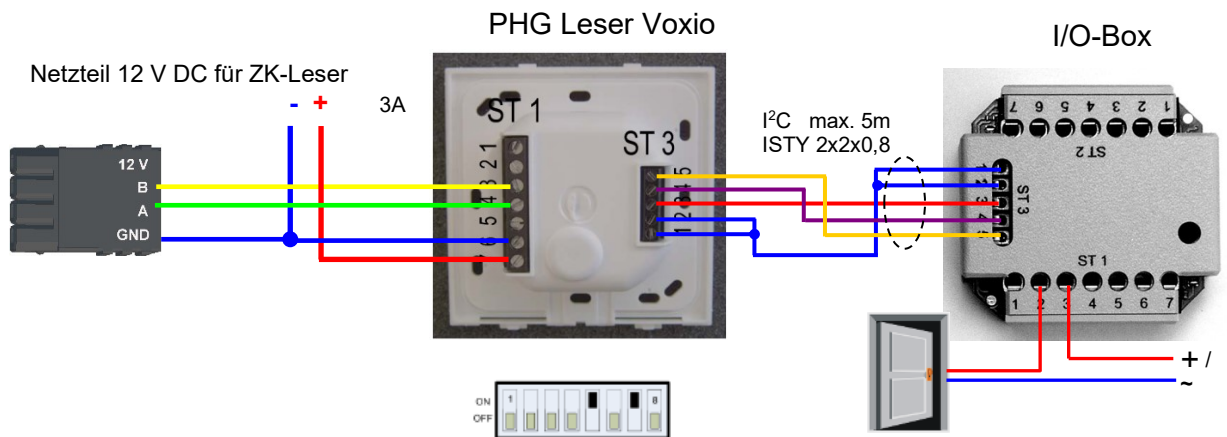 PHG Leser Voxio
I/O-Box
Netzteil 12 V DC für ZK-Leser
- +
3A
12 V
B
A
GND
ST 1
1
2
3
4
5
6
ST 3
5
4
3
2
1
I²C max. 5m
ISTY 2x2x0,8
7 6 5 4 3 2 1
ST 2
1
2
3
4
5
ST 3
ST 1
1 2 3 4 5 6 7
+ /
~
ON 1 8
OFF